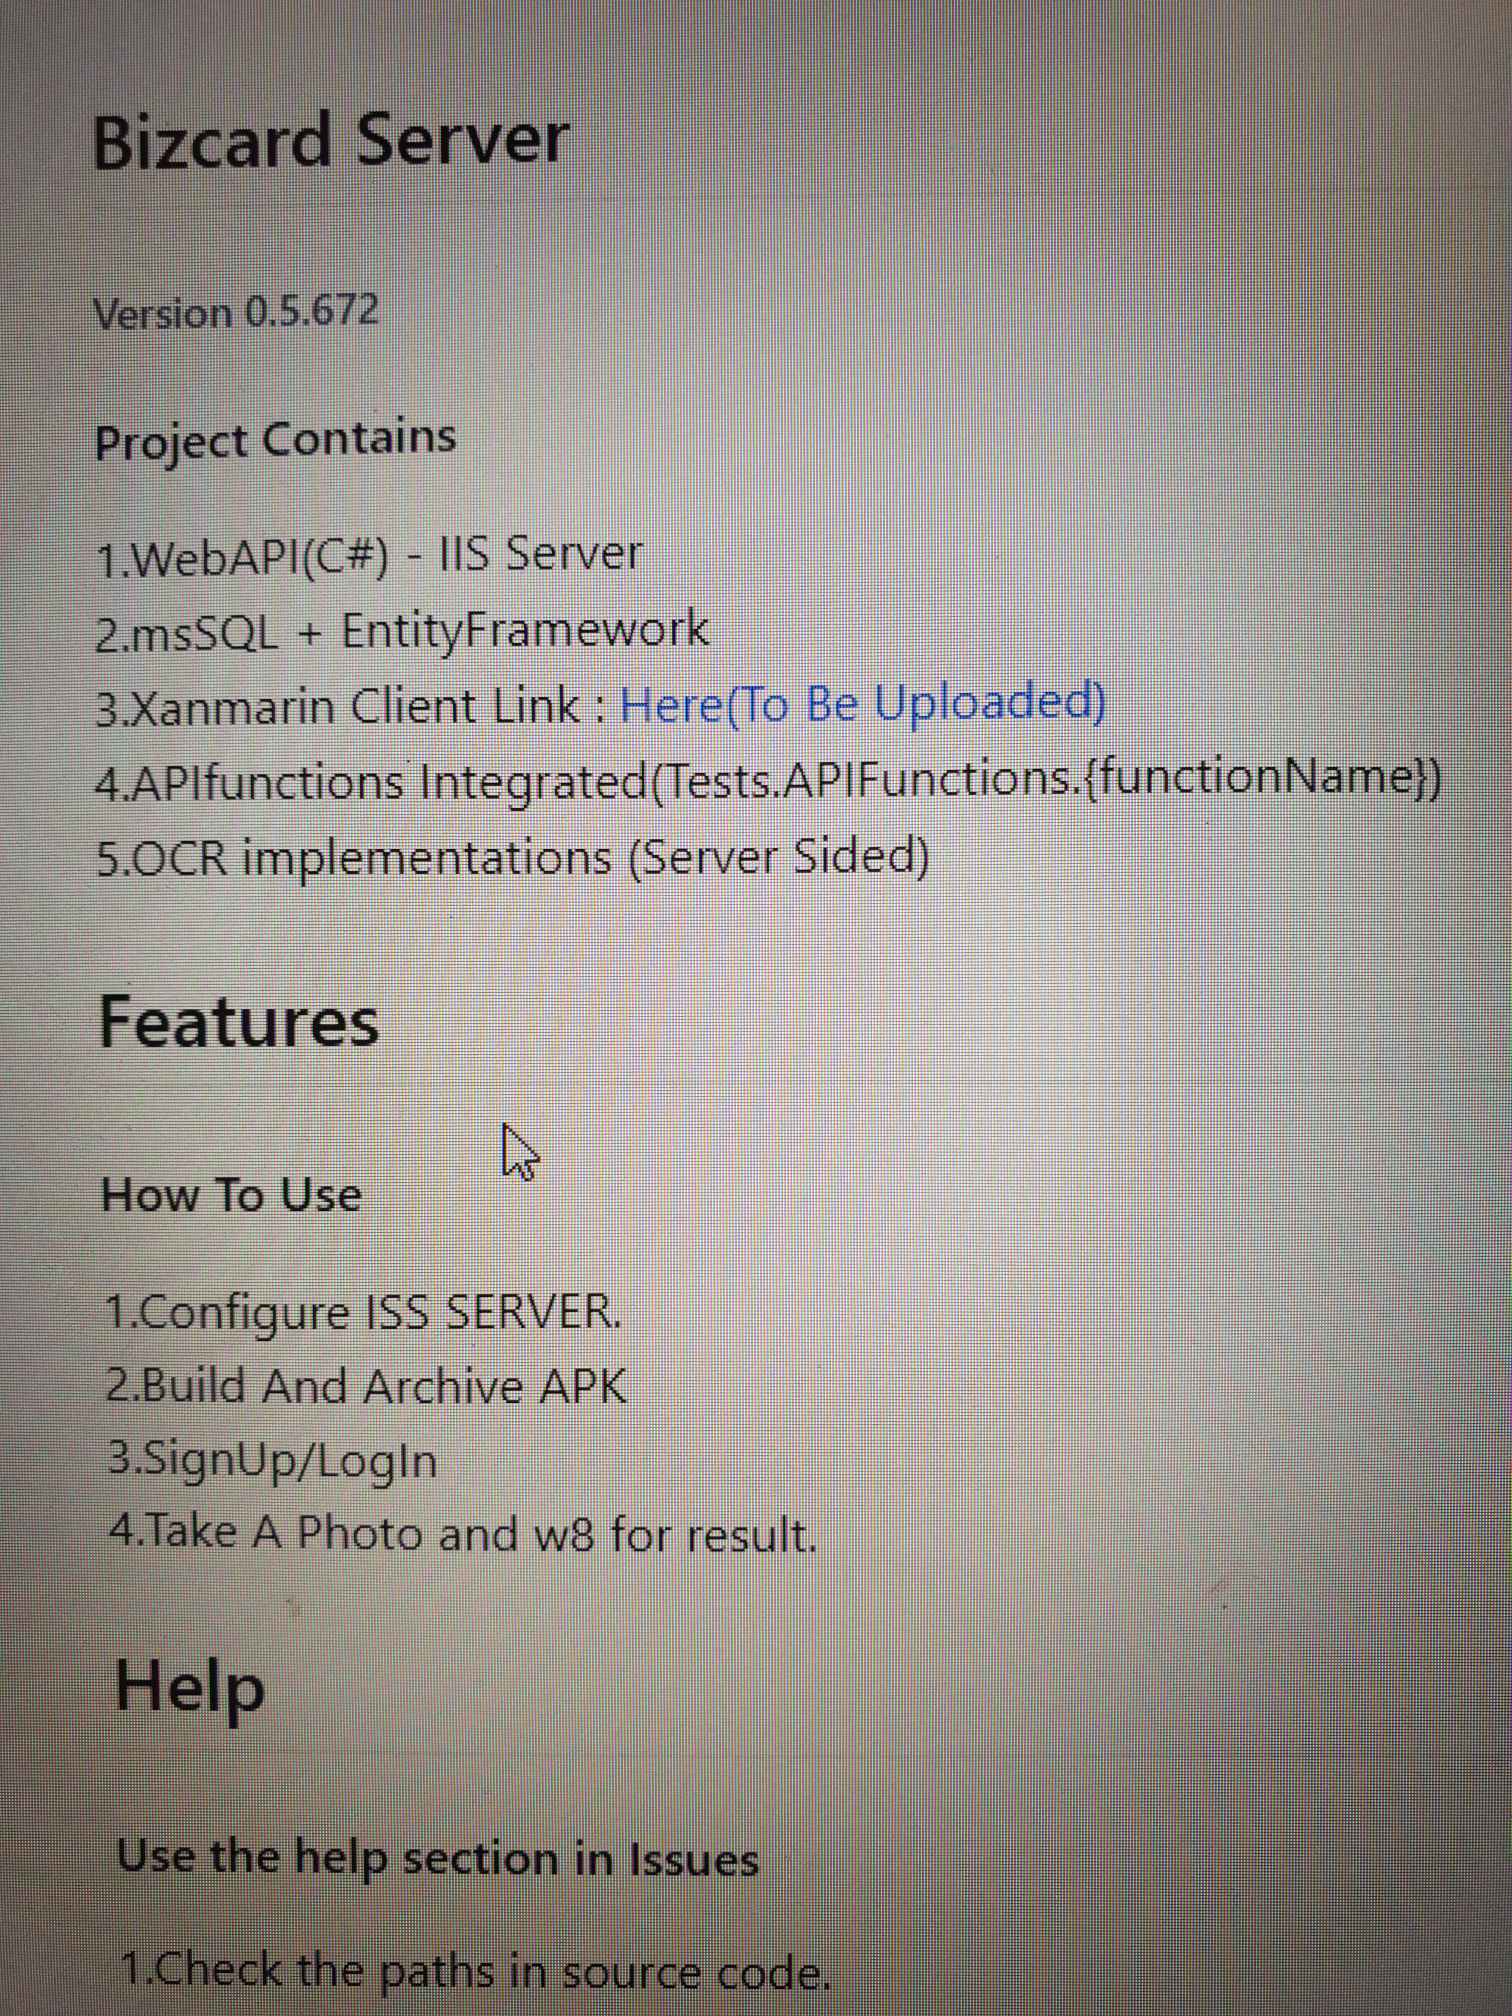 Bizcard Server
Version 0.5.672
Project Contains
1.WebAPI(C#) - IIS Server
2.msSQL + EntityFramework
3.Xanmarin Client Link : Here(To Be Uploaded)
4.APIfunctions Integrated(Tests.APIFunctions.{functionName})
5.OCR implementations (Server Sided)
Features
How To Use
1.Configure ISS SERVER.
2.Build And Archive APK
3.SignUp/LogIn
4.Take A Photo and w8 for result.
Help
Use the help section in Issues
1.Check the paths in source code.